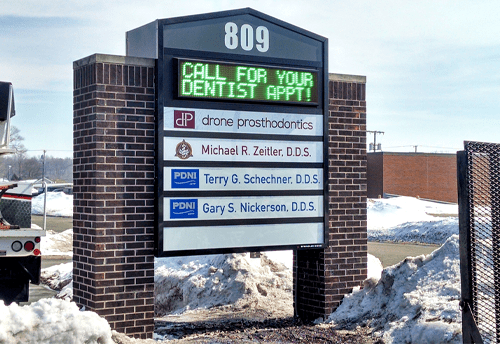 809
CALL FOR YOUR
DENTIST APPT!
dP drone prosthodontics
Michael R. Zeitler, D.D.S.
PDNI Terry G. Schechner, D.D.S.
PDNI Gary S. Nickerson, D.D.S.